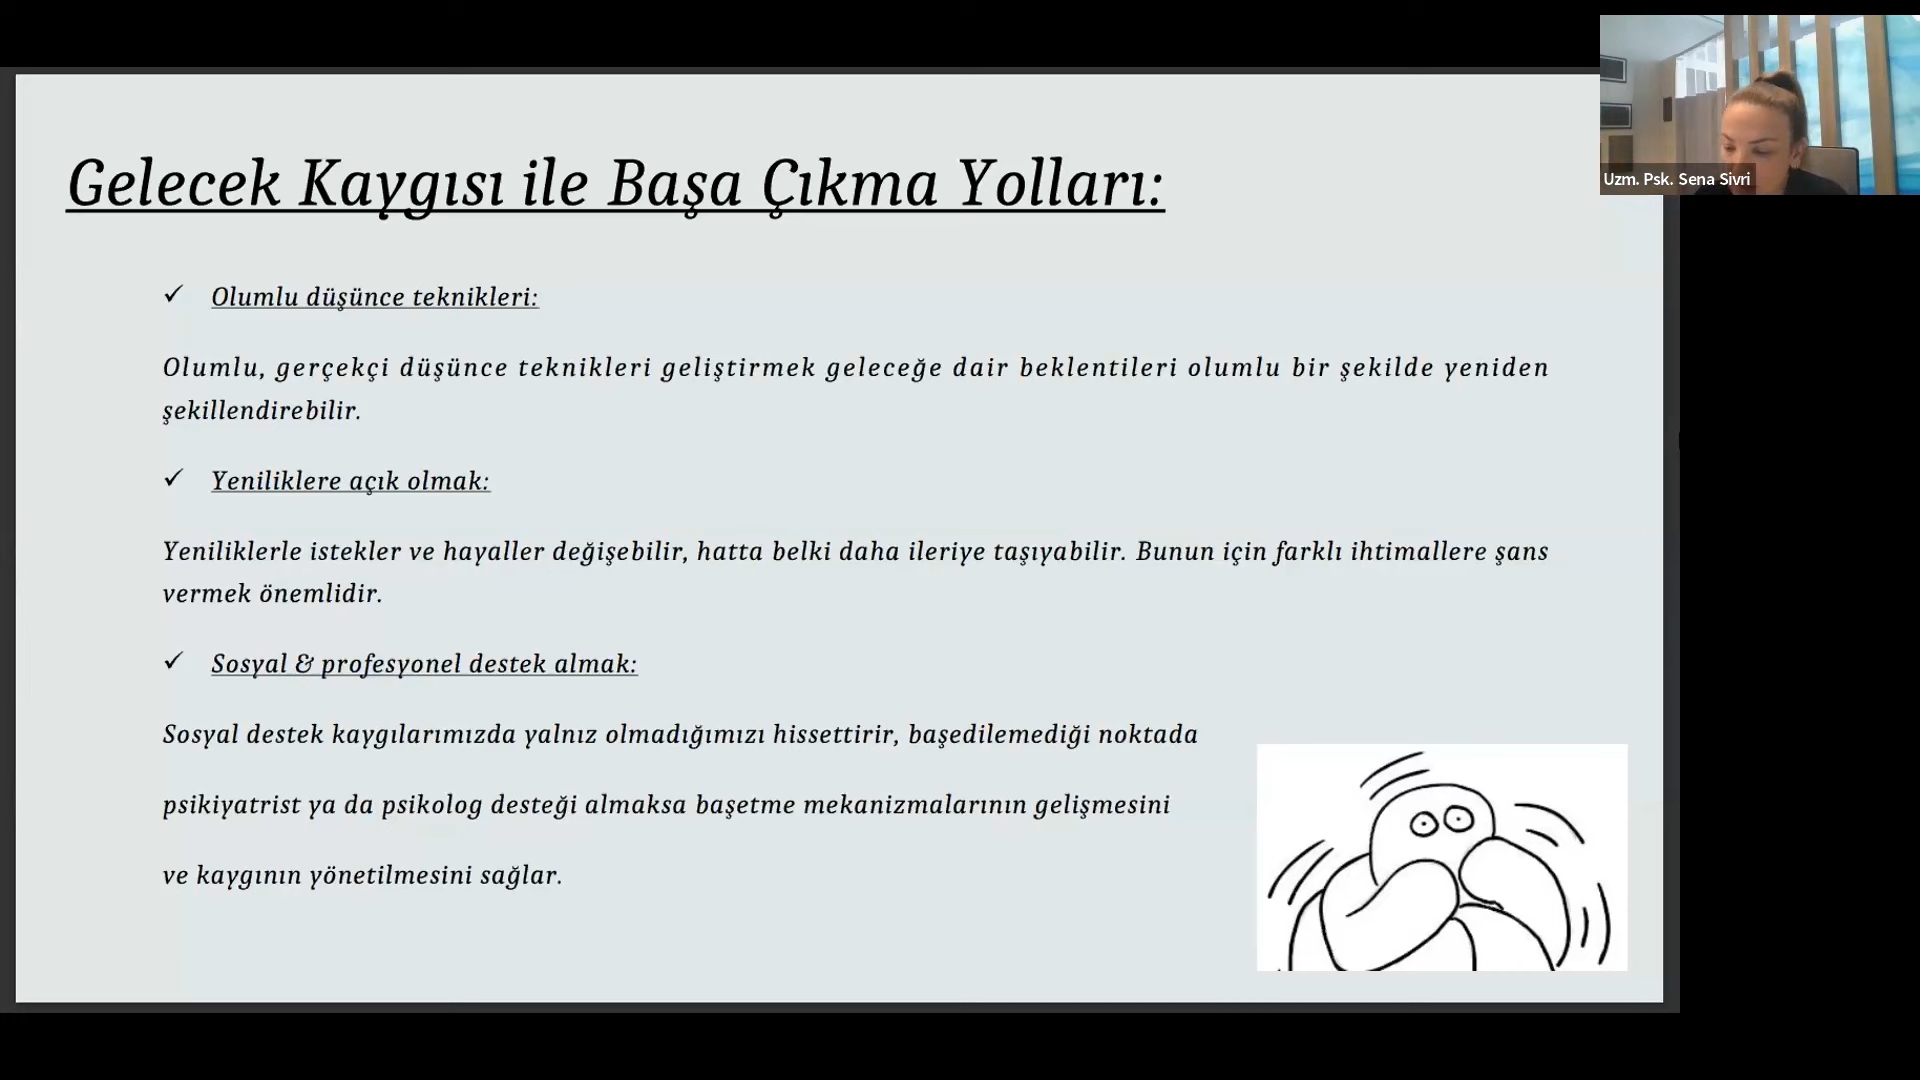 Gelecek Kaygısı ile Başa Çıkma Yolları:
Uzm. Psk. Sena Sivri
✓ Olumlu düşünce teknikleri:
Olumlu, gerçekçi düşünce teknikleri geliştirmek geleceğe dair beklentileri olumlu bir şekilde yeniden
şekillendirebilir.
✓ Yeniliklere açık olmak:
Yeniliklerle istekler ve hayaller değişebilir, hatta belki daha ileriye taşıyabilir. Bunun için farklı ihtimallere şans
vermek önemlidir.
✓ Sosyal & profesyonel destek almak:
Sosyal destek kaygılarımızda yalnız olmadığımızı hissettirir, başedilemediği noktada
psikiyatrist ya da psikolog desteği almaksa başetme mekanizmalarının gelişmesini
ve kaygının yönetilmesini sağlar.